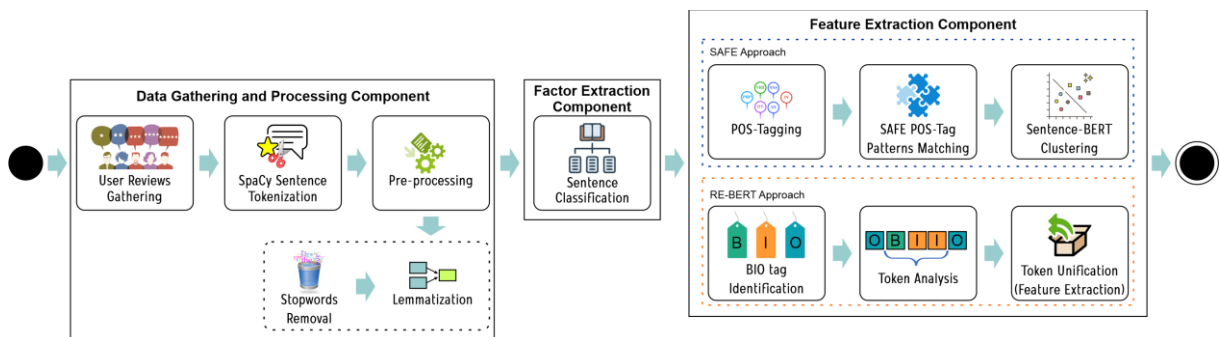 Data Gathering and Processing Component
User Reviews
Gathering
SpaCy Sentence
Tokenization
Pre-processing
Stopwords
Removal
Lemmatization
Factor Extraction
Component
Sentence
Classification
Feature Extraction Component
SAFE Approach
POS-Tagging
SAFE POS-Tag
Patterns Matching
Sentence-BERT
Clustering
RE-BERT Approach
B I O
BIO tag
Identification
O B I I O
Token Analysis
Token Unification
(Feature Extraction)